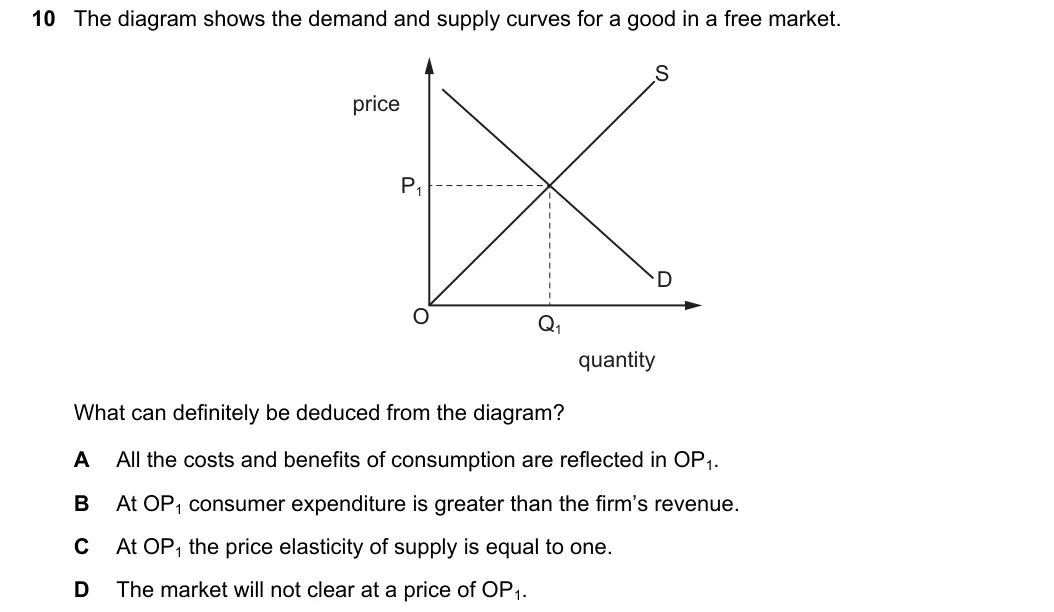 10 The diagram shows the demand and supply curves for a good in a free market.
S
price
P₁
D
O
Q₁
quantity
What can definitely be deduced from the diagram?
A All the costs and benefits of consumption are reflected in OP₁.
B At OP₁ consumer expenditure is greater than the firm’s revenue.
C At OP₁ the price elasticity of supply is equal to one.
D The market will not clear at a price of OP₁.